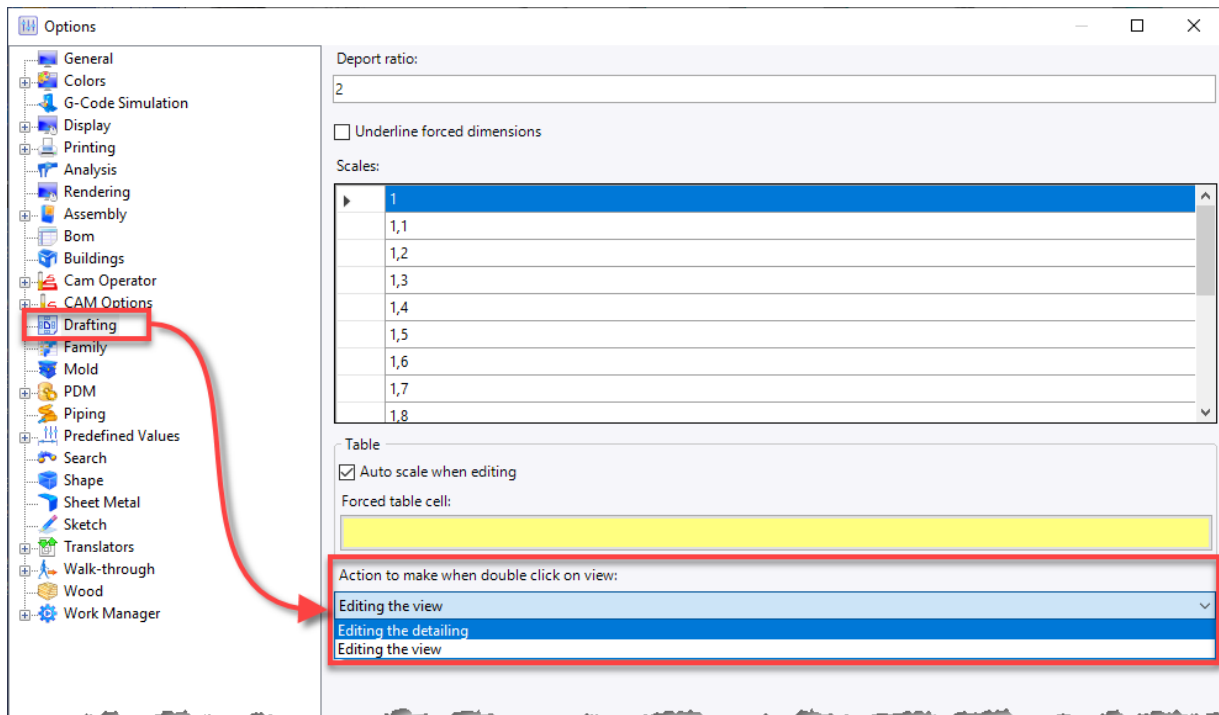 Options
General
Colors
G-Code Simulation
Display
Printing
Analysis
Rendering
Assembly
Bom
Buildings
Cam Operator
CAM Options
Drafting
Family
Mold
PDM
Piping
Predefined Values
Search
Shape
Sheet Metal
Sketch
Translators
Walk-through
Wood
Work Manager
Deport ratio:
2
Underline forced dimensions
Scales:
1
1,1
1,2
1,3
1,4
1,5
1,6
1,7
1,8
Table
Auto scale when editing
Forced table cell:
Action to make when double click on view:
Editing the view
Editing the detailing
Editing the view